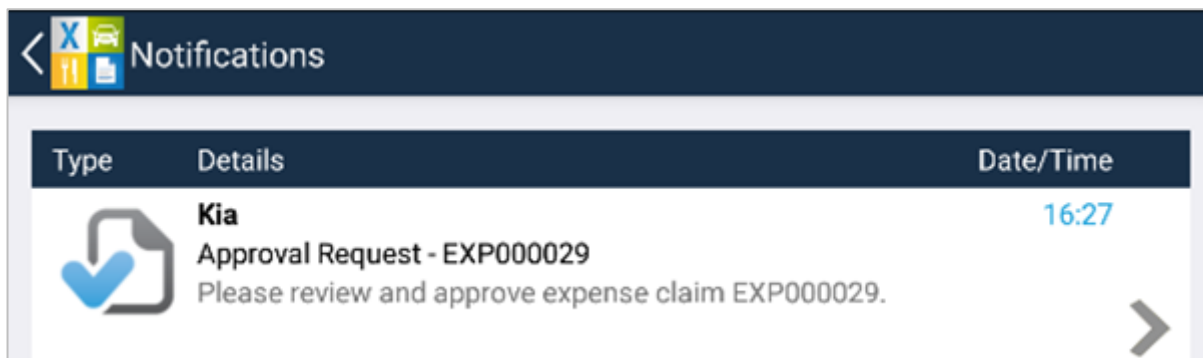 X
Notifications
Type Details Date/Time
Kia 16:27
Approval Request - EXP000029
Please review and approve expense claim EXP000029.